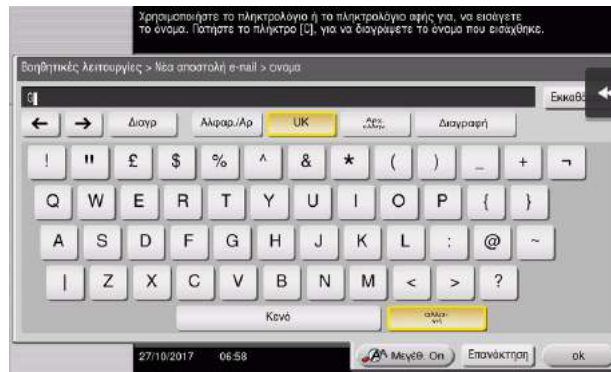 Χρησιμοποιήστε το πληκτρολόγιο ή το πληκτρολόγιο αφής για, να εισάγετε
το όνομα. Πατήστε το πλήκτρο [C], για να διαγράψετε το όνομα που εισάχθηκε.
Βοηθητικές λειτουργίες > Νέα αποστολή e-mail > όνομα
G
Εκκαθά
← → Διαγρ Αλφαρ./Αρ UK Διαγραφή
! " £ $ % ^ & * ( ) _ + ¬
Q W E R T Y U I O P { }
A S D F G H J K L : @ ~
| Z X C V B N M < > ?
Κενό
27/10/2017 06:58 Μεγέθ. On Επανάκτηση ok